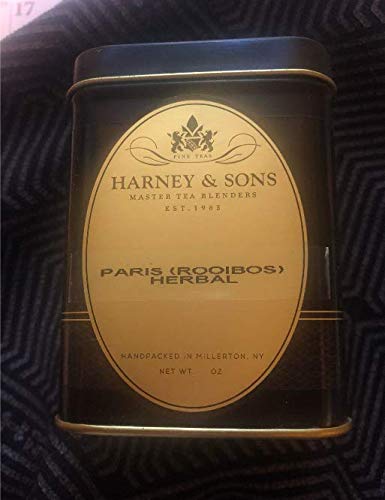 17
FINE TEAS
HARNEY & SONS
MASTER TEA BLENDERS
EST. 1983
PARIS (ROOIBOS)
HERBAL
HANDPACKED IN MILLERTON, NY
NET WT. OZ